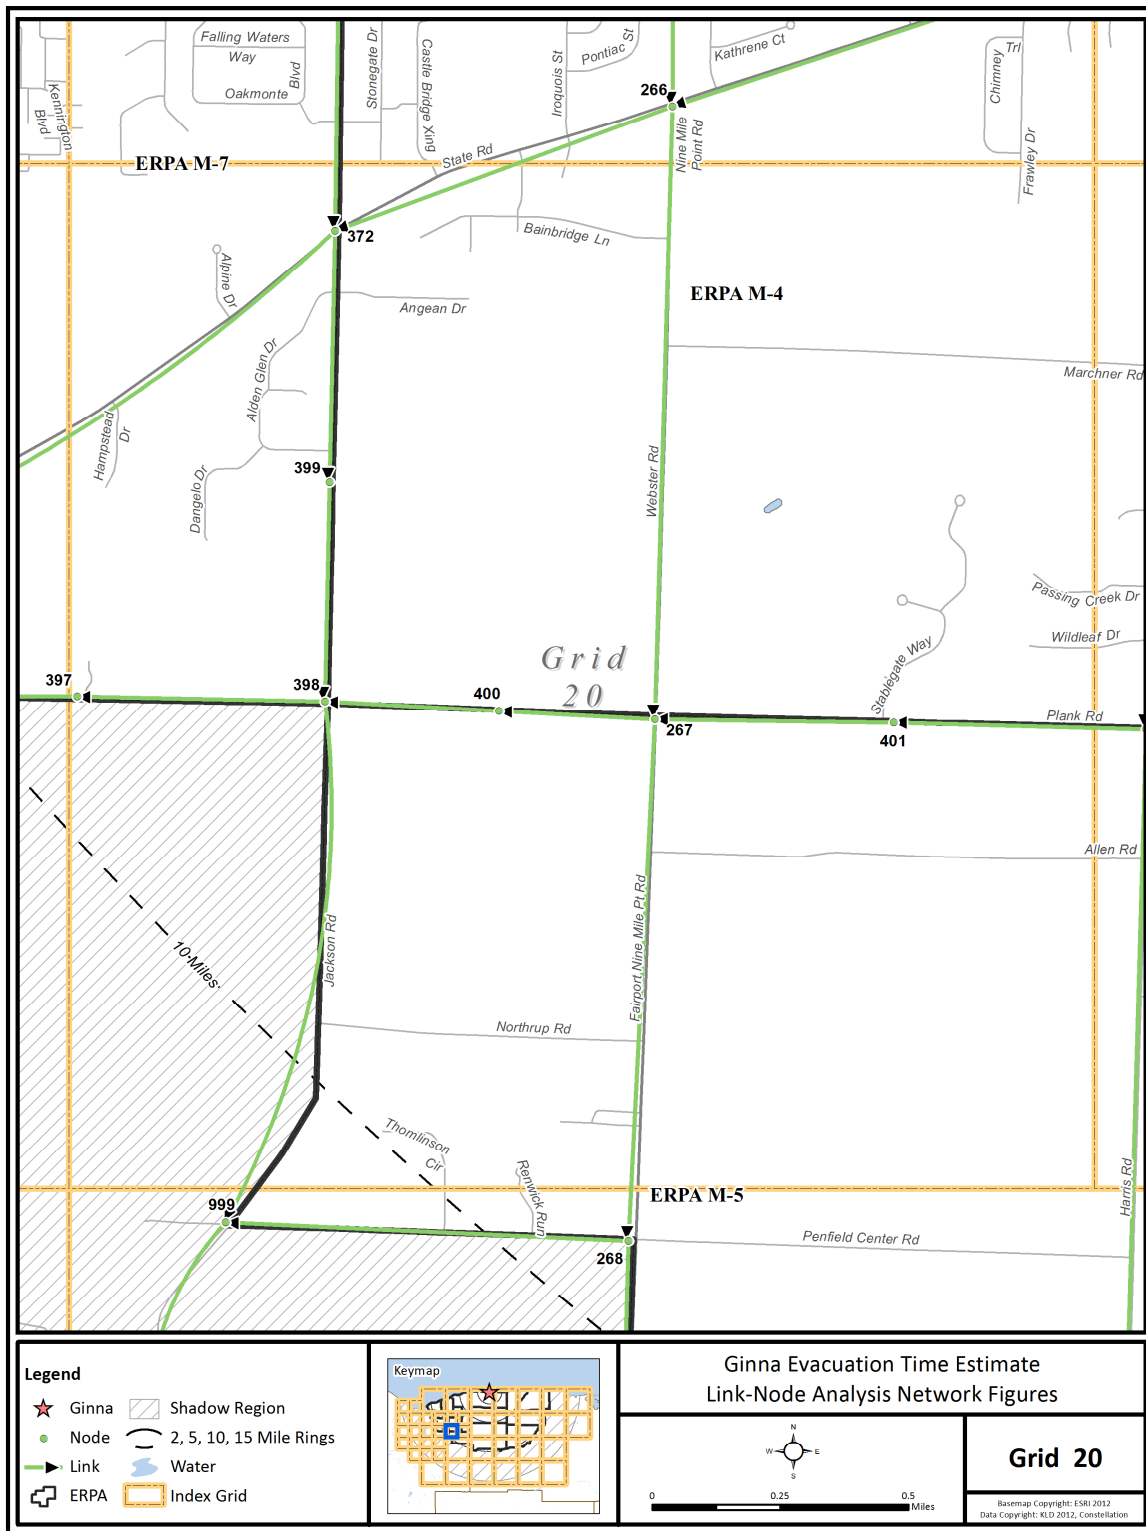 Falling Waters
Way
Blvd
Oakmonte
Kennington
Blvd
Stonegate Dr
Castle Bridge Xing
Iroquois St
Pontiac St
Kathrene Ct
266
Nine Mile
Point Rd
Chimney
Trl
Frawley Dr
ERPA M-7
State Rd
372
Bainbridge Ln
Alpine Dr
ERPA M-4
Angean Dr
Alden Glen Dr
Marchner Rd
Hampstead
Dr
399
Dangelo Dr
Webster Rd
Passing Creek Dr
Wildleaf Dr
Grid
20
Stablegate Way
397
398
400
267
401
Plank Rd
Allen Rd
10 Miles
Jackson Rd
Fairport Nine Mile Pt Rd
Northrup Rd
Thomlinson
Cir
Renwick Run
ERPA M-5
Harris Rd
999
268
Penfield Center Rd
Legend
Ginna
Shadow Region
Node
2, 5, 10, 15 Mile Rings
Link
Water
ERPA
Index Grid
Keymap
Ginna Evacuation Time Estimate
Link-Node Analysis Network Figures
N
W
E
S
0
0.25
0.5
Miles
Grid 20
Basemap Copyright: ESRI 2012
Data Copyright: KLD 2012, Constellation